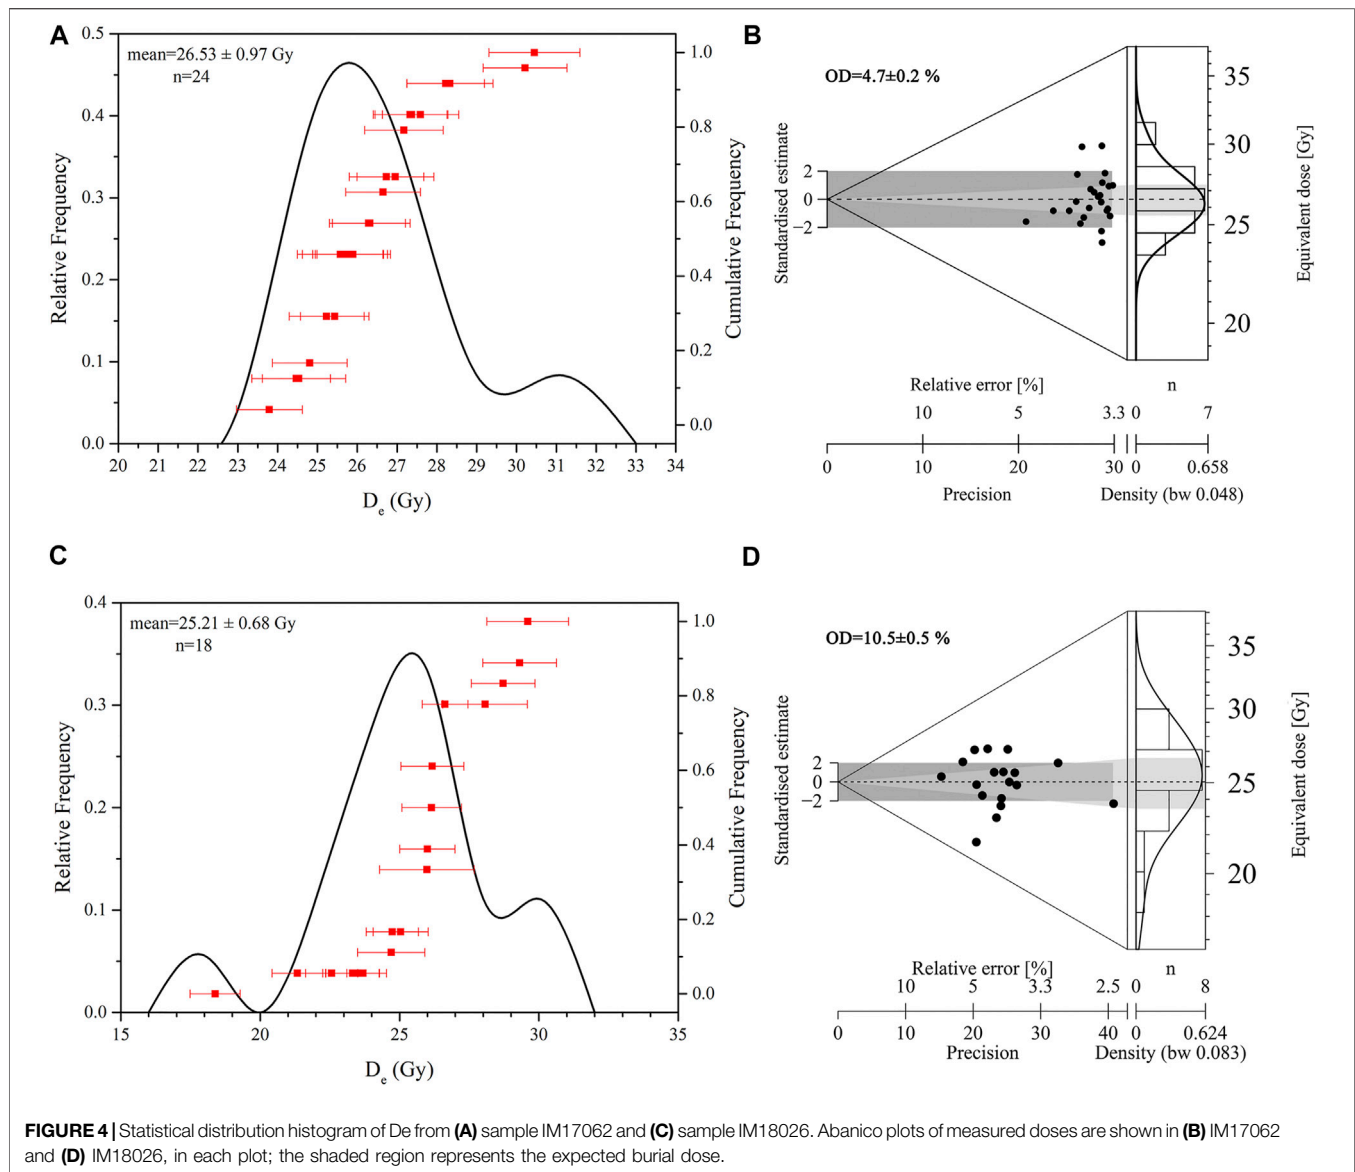 A
mean=26.53 ± 0.97 Gy
n=24
0.5
0.4
0.3
0.2
0.1
0.0
Relative Frequency
1.0
0.8
0.6
0.4
0.2
0.0
Cumulative Frequency
20 21 22 23 24 25 26 27 28 29 30 31 32 33 34
De (Gy)
B
OD=4.7±0.2 %
Standardised estimate
2
0
−2
35
30
25
20
Equivalent dose [Gy]
Relative error [%]
n
10 5 3.3 0 7
0 10 20 30 0 0.658
Precision
Density (bw 0.048)
C
mean=25.21 ± 0.68 Gy
n=18
0.4
0.3
0.2
0.1
0.0
Relative Frequency
1.0
0.8
0.6
0.4
0.2
0.0
Cumulative Frequency
15 20 25 30 35
De (Gy)
D
OD=10.5±0.5 %
Standardised estimate
2
0
−2
35
30
25
20
Equivalent dose [Gy]
Relative error [%]
n
10 5 3.3 2.5 0 8
0 10 20 30 40 0 0.624
Precision
Density (bw 0.083)
FIGURE 4 | Statistical distribution histogram of De from (A) sample IM17062 and (C) sample IM18026. Abanico plots of measured doses are shown in (B) IM17062
and (D) IM18026, in each plot; the shaded region represents the expected burial dose.